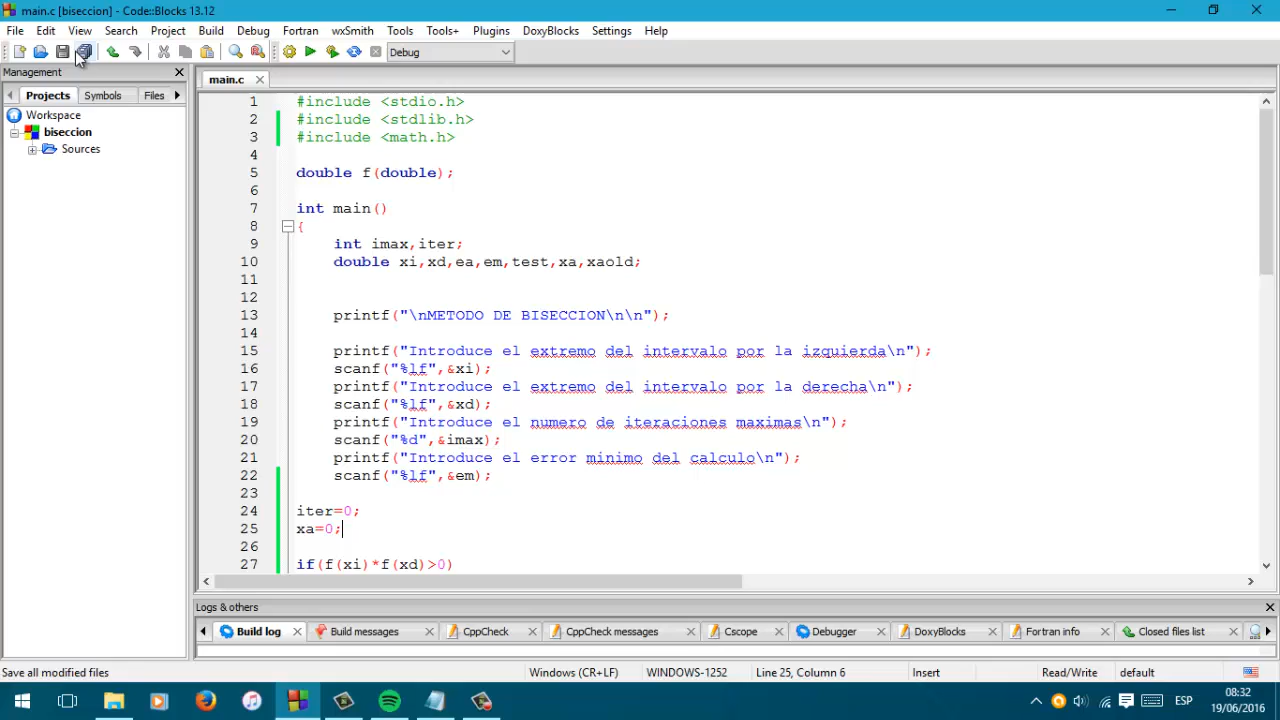 main.c [biseccion] - Code::Blocks 13.12
File Edit View Search Project Build Debug Fortran wxSmith Tools Tools+ Plugins DoxyBlocks Settings Help
Debug
Management
main.c
Projects Symbols Files
Workspace
biseccion
Sources
1 #include <stdio.h>
2 #include <stdlib.h>
3 #include <math.h>
4
5 double f(double);
6
7 int main()
8 {
9 int imax,iter;
10 double xi,xd,ea,em,test,xa,xaold;
11
12
13 printf("\nMETODO DE BISECCION\n\n");
14
15 printf("Introduce el extremo del intervalo por la izquierda\n");
16 scanf("%lf",&xi);
17 printf("Introduce el extremo del intervalo por la derecha\n");
18 scanf("%lf",&xd);
19 printf("Introduce el numero de iteraciones maximas\n");
20 scanf("%d",&imax);
21 printf("Introduce el error minimo del calculo\n");
22 scanf("%lf",&em);
23
24 iter=0;
25 xa=0;
26
27 if(f(xi)*f(xd)>0)
Logs & others
Build log Build messages CppCheck CppCheck messages Cscope Debugger DoxyBlocks Fortran info Closed files list
Save all modified files Windows (CR+LF) WINDOWS-1252 Line 25, Column 6 Insert Read/Write default
ESP
08:32
19/06/2016